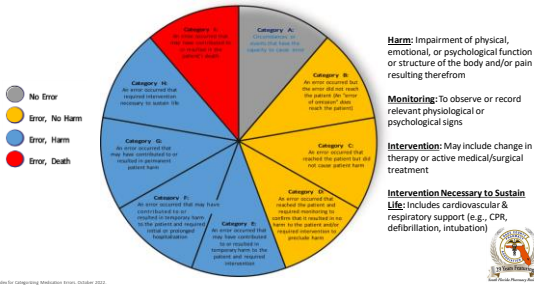 Category I:
An error occurred that
may have contributed to
or resulted in the
patient's death
Category A:
Circumstances or
events that have the
capacity to cause error
Category B:
An error occurred but
the error did not reach
the patient (An "error
of omission" does
reach the patient)
Category C:
An error occurred that
reached the patient but did
not cause patient harm
Category D:
An error occurred that
reached the patient and
required monitoring to
confirm that it resulted in no
harm to the patient and/or
required intervention to
preclude harm
Category E:
An error occurred that
may have contributed
to or resulted in
temporary harm to the
patient and required
intervention
Category F:
An error occurred that may have
contributed to or
resulted in temporary harm
to the patient and required
initial or prolonged
hospitalization
Category G:
An error occurred that
may have contributed to or
resulted in permanent
patient harm
Category H:
An error occurred that
required intervention
necessary to sustain life
No Error
Error, No Harm
Error, Harm
Error, Death
Harm: Impairment of physical,
emotional, or psychological function
or structure of the body and/or pain
resulting therefrom
Monitoring: To observe or record
relevant physiological or
psychological signs
Intervention: May include change in
therapy or active medical/surgical
treatment
Intervention Necessary to Sustain
Life: Includes cardiovascular &
respiratory support (e.g., CPR,
defibrillation, intubation)
for Categorizing Medication Errors. October 2022